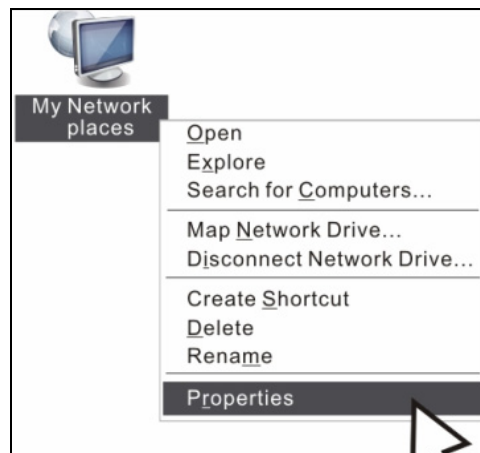 My Network
places
Open
Explore
Search for Computers...
Map Network Drive...
Disconnect Network Drive...
Create Shortcut
Delete
Rename
Properties